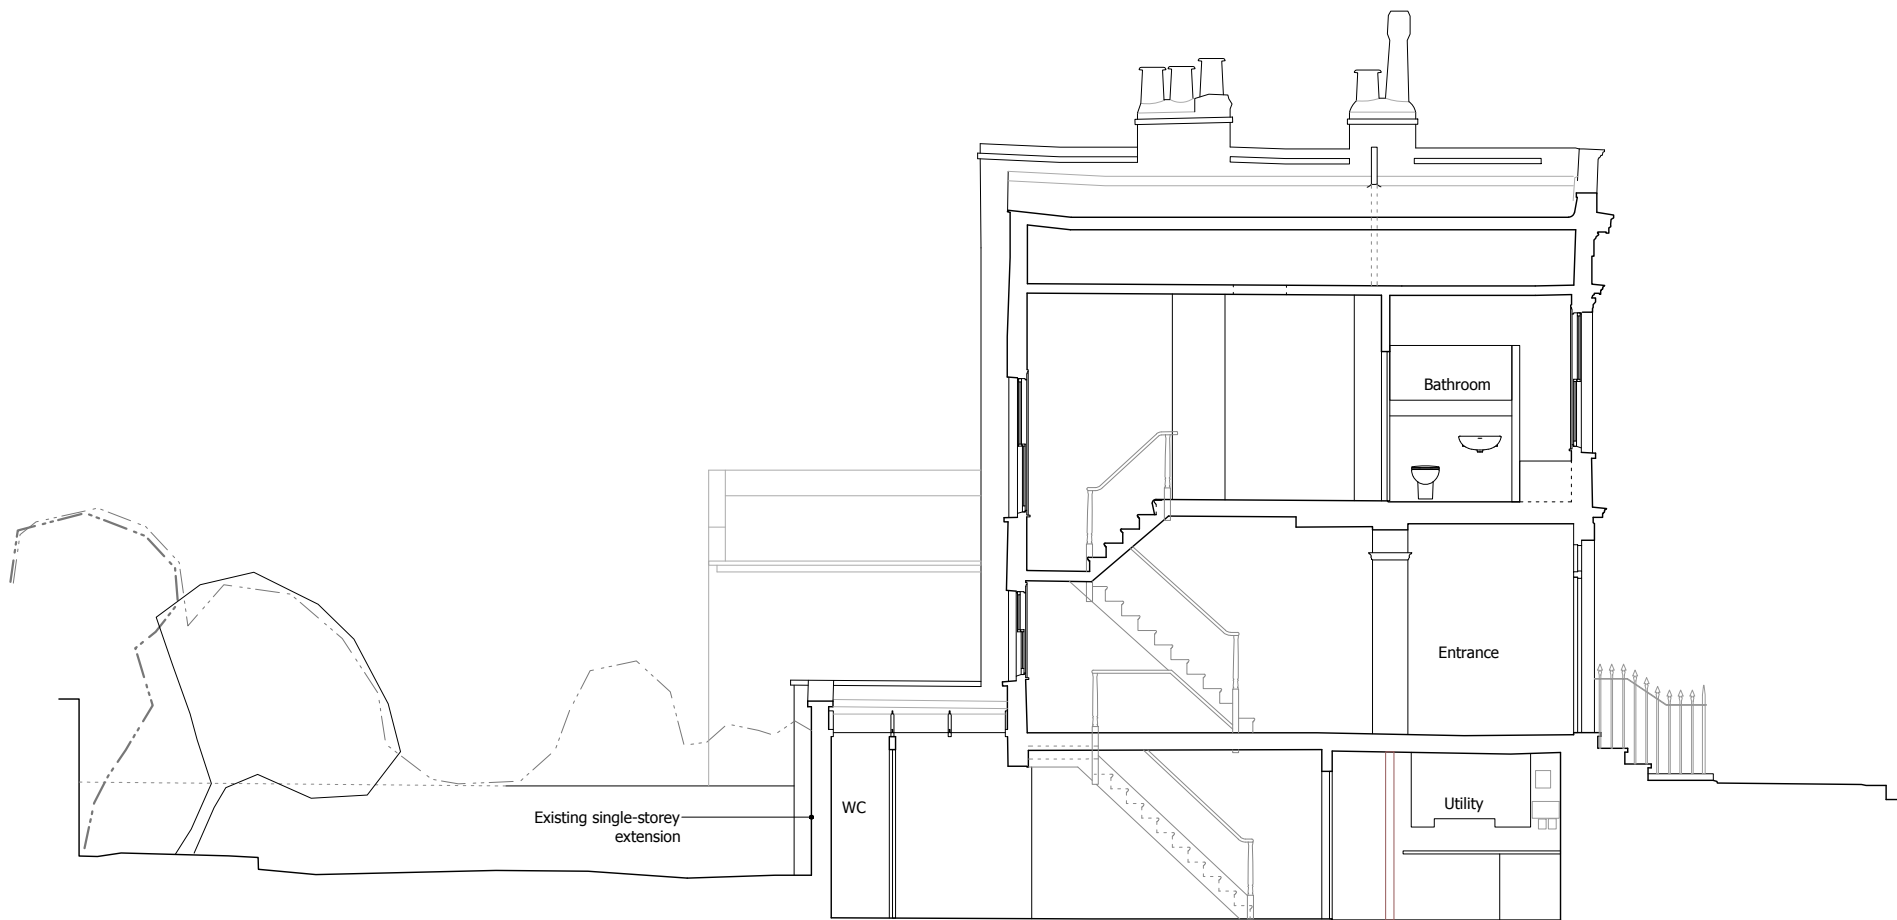 Bathroom
Entrance
Existing single-storey
extension
WC
Utility